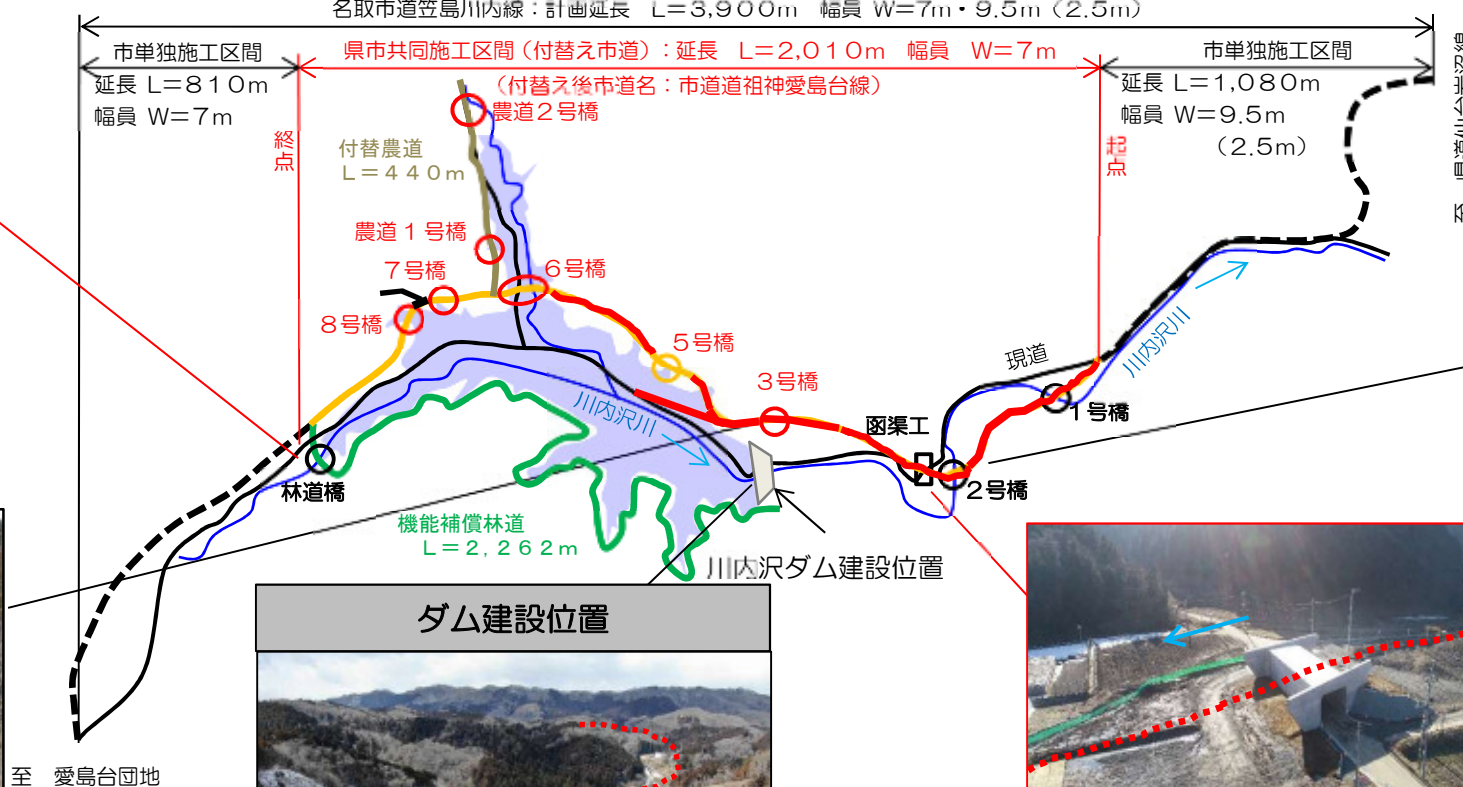 名取市道笠島川内線：計画延長　L＝3,900m　幅員 W＝7m・9.5m（2.5m）
市単独施工区間
県市共同施工区間（付替え市道）：延長　L＝2,010m　幅員　W＝7m
市単独施工区間
延長 L＝810m
幅員 W＝7m
（付替え後市道名：市道道祖神愛島台線）
延長 L＝1,080m
幅員 W＝9.5m
（2.5m）
農道２号橋
終点
付替農道
Ｌ＝４４０ｍ
起点
農道１号橋
７号橋
６号橋
８号橋
５号橋
現道
川内沢川
３号橋
川内沢川
函渠工
１号橋
林道橋
２号橋
機能補償林道
Ｌ＝２,２６２ｍ
川内沢ダム建設位置
ダム建設位置
至　愛島台団地